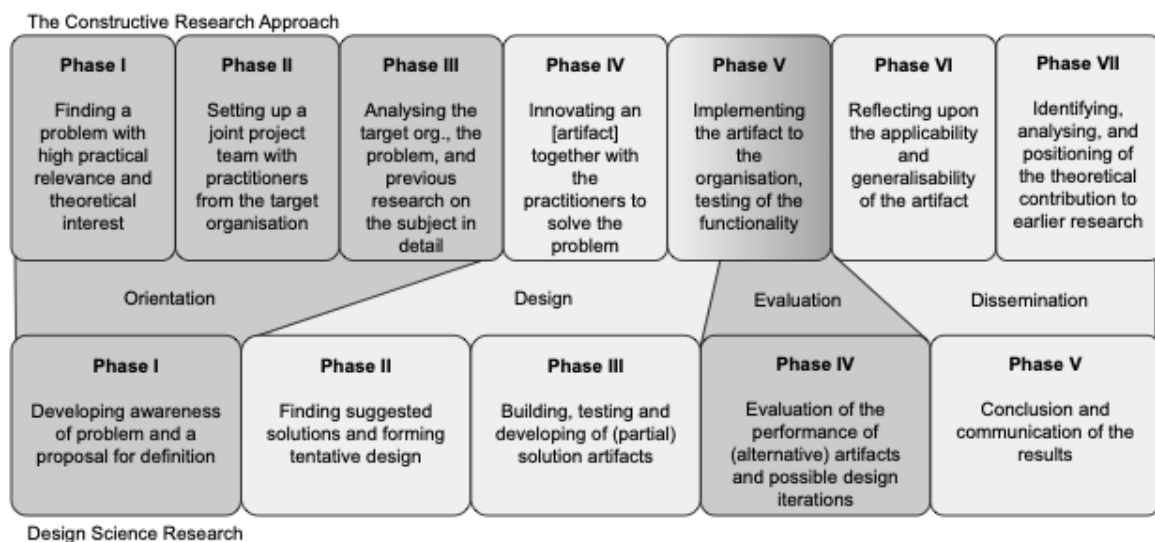 The Constructive Research Approach
Phase I
Finding a
problem with
high practical
relevance and
theoretical
interest
Phase II
Setting up a
joint project
team with
practitioners
from the target
organisation
Phase III
Analysing the
target org., the
problem, and
previous
research on
the subject in
detail
Phase IV
Innovating an
[artifact]
together with
the
practitioners to
solve the
problem
Phase V
Implementing
the artifact to
the
organisation,
testing of the
functionality
Phase VI
Reflecting upon
the applicability
and
generalisability
of the artifact
Phase VII
Identifying,
analysing, and
positioning of
the theoretical
contribution to
earlier research
Orientation
Design
Evaluation
Dissemination
Phase I
Developing awareness
of problem and a
proposal for definition
Phase II
Finding suggested
solutions and forming
tentative design
Phase III
Building, testing and
developing of (partial)
solution artifacts
Phase IV
Evaluation of the
performance of
(alternative) artifacts
and possible design
iterations
Phase V
Conclusion and
communication of the
results
Design Science Research